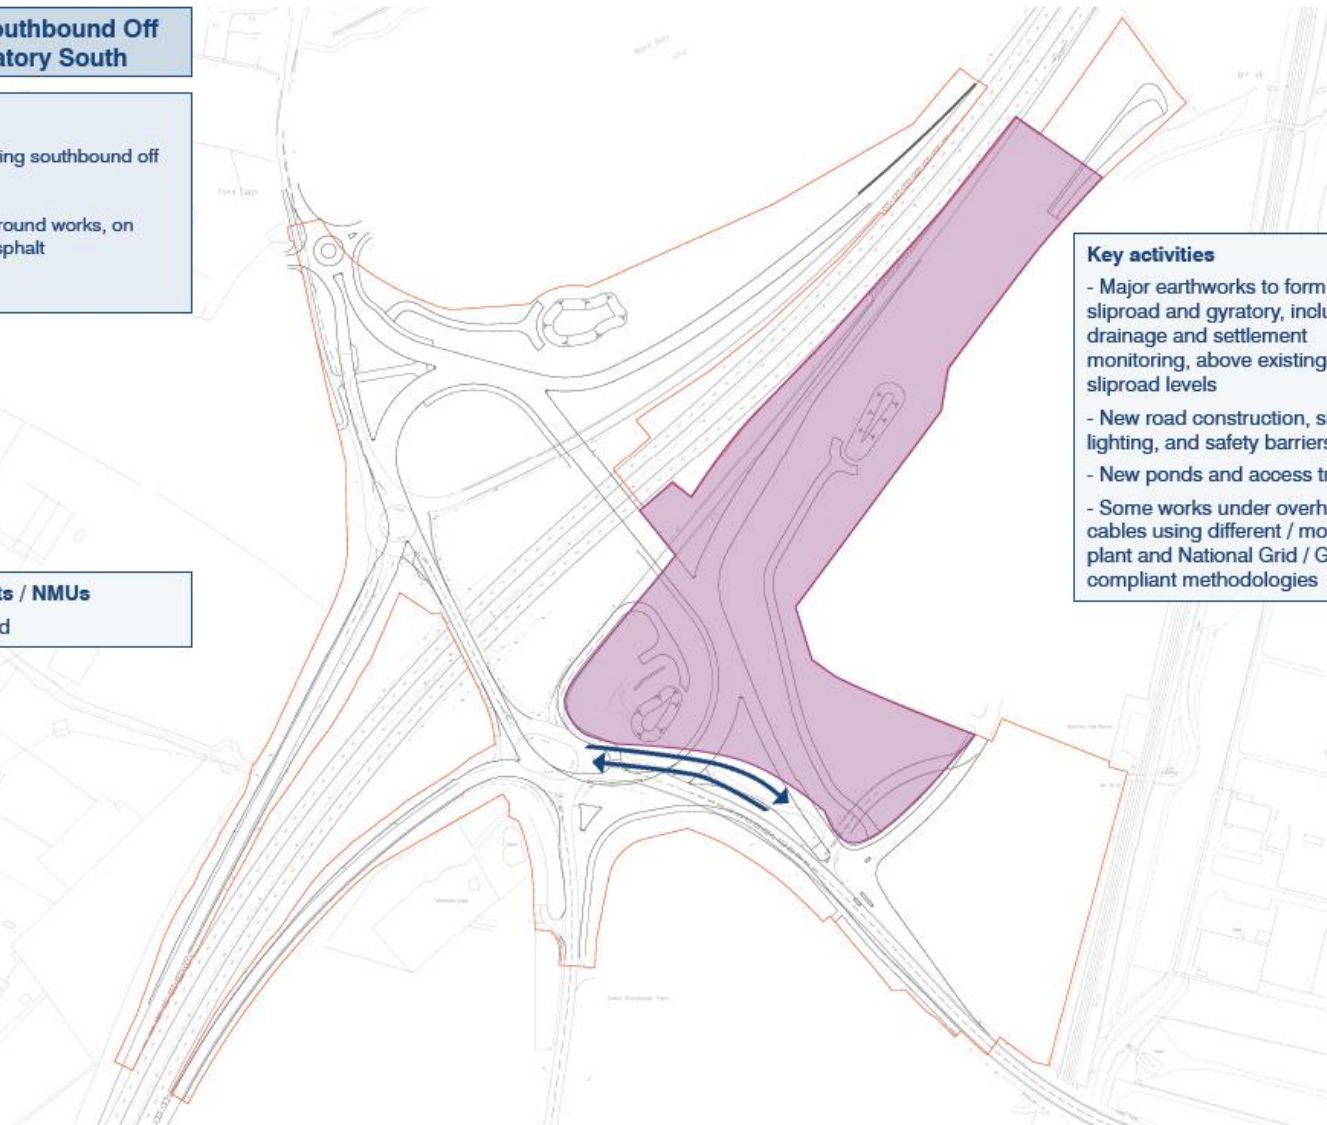 outhbound Off
atory South
ing southbound off
round works, on
sphalt
Key activities
- Major earthworks to form
sliproad and gyratory, inclu
drainage and settlement
monitoring, above existing
sliproad levels
- New road construction, s
lighting, and safety barriers
- New ponds and access tr
- Some works under overh
cables using different / mo
plant and National Grid / G
compliant methodologies
ts / NMUs
d